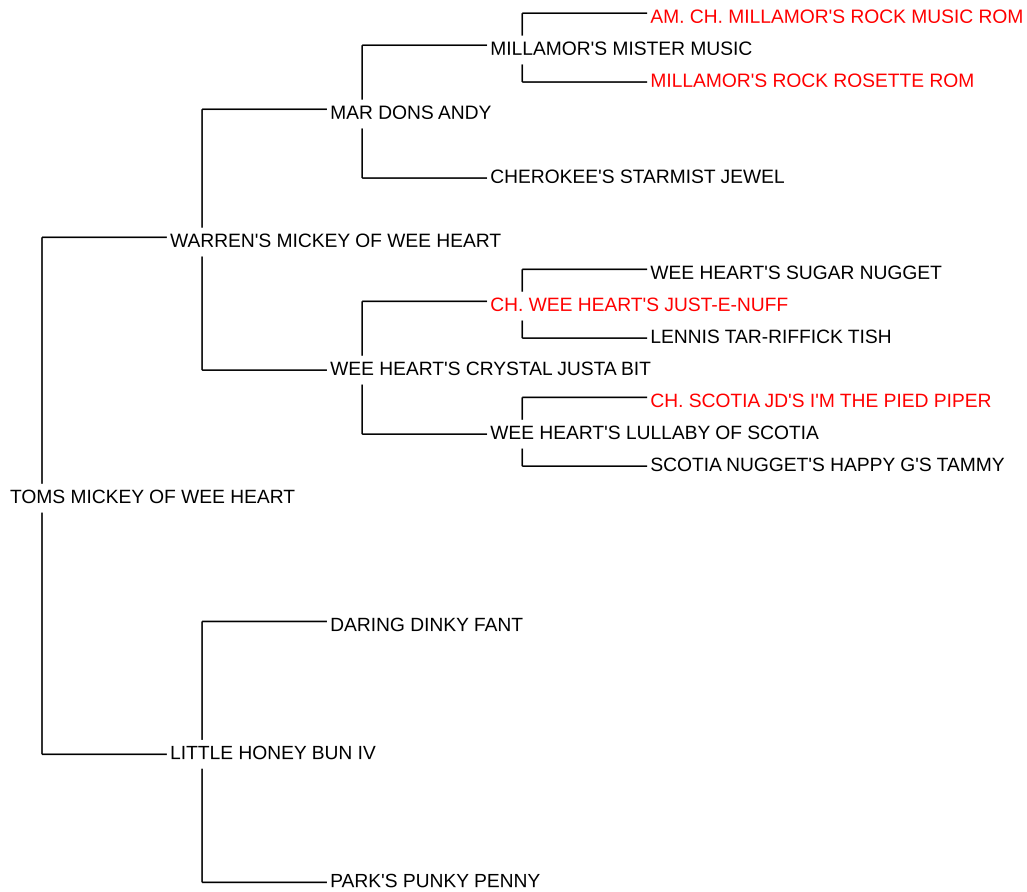 AM. CH. MILLAMOR'S ROCK MUSIC ROM
MILLAMOR'S MISTER MUSIC
MILLAMOR'S ROCK ROSETTE ROM
MAR DONS ANDY
CHEROKEE'S STARMIST JEWEL
WARREN'S MICKEY OF WEE HEART
WEE HEART'S SUGAR NUGGET
CH. WEE HEART'S JUST-E-NUFF
LENNIS TAR-RIFFICK TISH
WEE HEART'S CRYSTAL JUSTA BIT
CH. SCOTIA JD'S I'M THE PIED PIPER
WEE HEART'S LULLABY OF SCOTIA
SCOTIA NUGGET'S HAPPY G'S TAMMY
TOMS MICKEY OF WEE HEART
DARING DINKY FANT
LITTLE HONEY BUN IV
PARK'S PUNKY PENNY